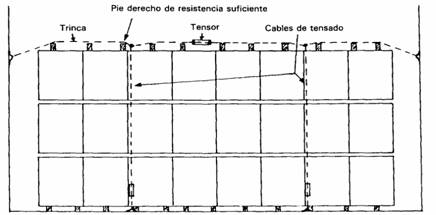 Pie derecho de resistencia suficiente
Trinca
Tensor
Cables de tensado